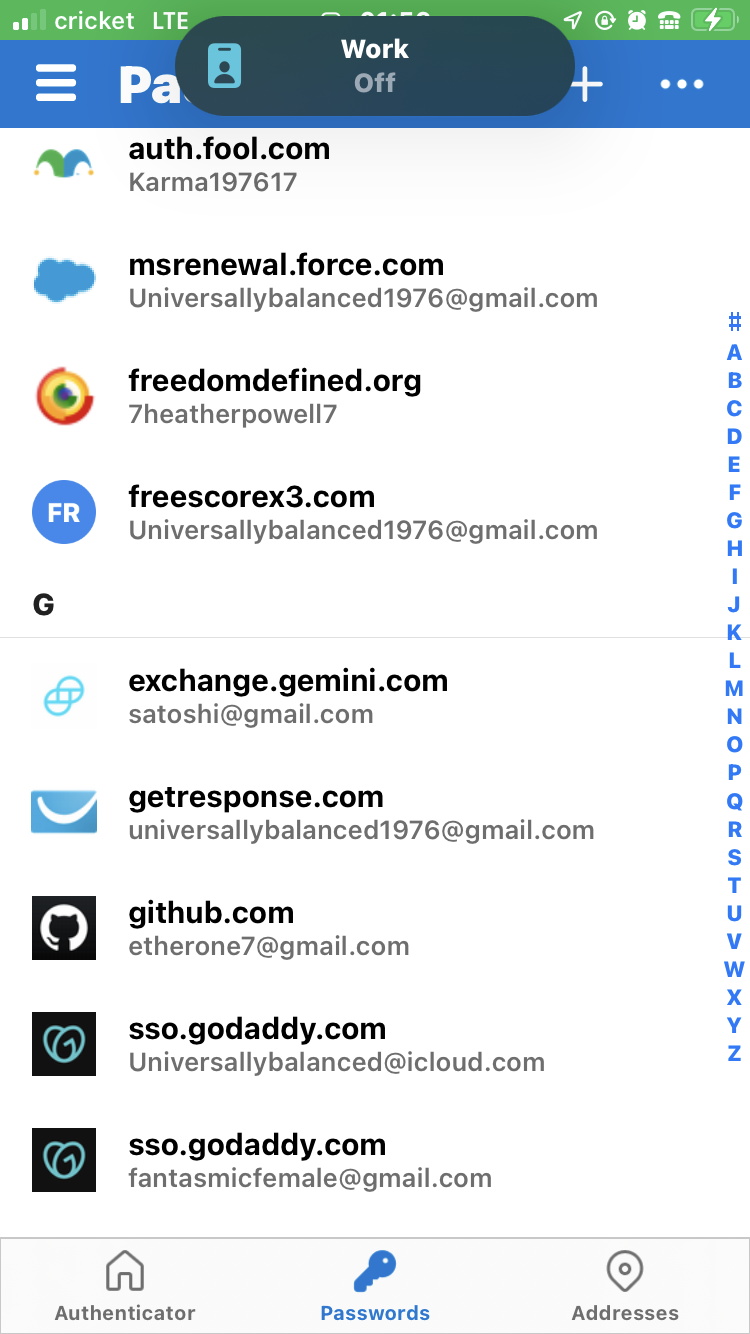 cricket LTE
Work
Off
Pa
auth.fool.com
Karma197617
msrenewal.force.com
Universallybalanced1976@gmail.com
freedomdefined.org
7heatherpowell7
FR
freescorex3.com
Universallybalanced1976@gmail.com
G
exchange.gemini.com
satoshi@gmail.com
getresponse.com
universallybalanced1976@gmail.com
github.com
etherone7@gmail.com
sso.godaddy.com
Universallybalanced@icloud.com
sso.godaddy.com
fantasmicfemale@gmail.com
#
A
B
C
D
E
F
G
H
I
J
K
L
M
N
O
P
Q
R
S
T
U
V
W
X
Y
Z
Authenticator
Passwords
Addresses